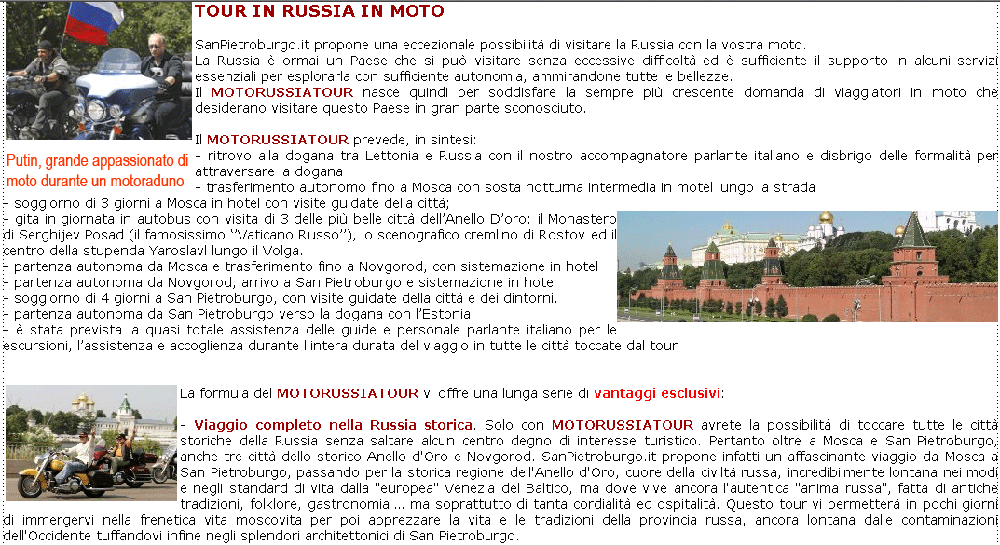 TOUR IN RUSSIA IN MOTO
SanPietroburgo.it propone una eccezionale possibilità di visitare la Russia con la vostra moto.
La Russia è ormai un Paese che si può visitare senza eccessive difficoltà ed è sufficiente il supporto in alcuni servizi
essenziali per esplorarla con sufficiente autonomia, ammirandone tutte le bellezze.
Il MOTORUSSIATOUR nasce quindi per soddisfare la sempre più crescente domanda di viaggiatori in moto che
desiderano visitare questo Paese in gran parte sconosciuto.
Il MOTORUSSIATOUR prevede, in sintesi:
- ritrovo alla dogana tra Lettonia e Russia con il nostro accompagnatore parlante italiano e disbrigo delle formalità per
attraversare la dogana
- trasferimento autonomo fino a Mosca con sosta notturna intermedia in motel lungo la strada
Putin, grande appassionato di
moto durante un motoraduno
- soggiorno di 3 giorni a Mosca in hotel con visite guidate della città;
- gita in giornata in autobus con visita di 3 delle più belle città dell’Anello D’oro: il Monastero
di Serghijev Posad (il famosissimo ‘’Vaticano Russo’’), lo scenografico cremlino di Rostov ed il
centro della stupenda Yaroslavl lungo il Volga.
- partenza autonoma da Mosca e trasferimento fino a Novgorod, con sistemazione in hotel
- partenza autonoma da Novgorod, arrivo a San Pietroburgo e sistemazione in hotel
- soggiorno di 4 giorni a San Pietroburgo, con visite guidate della città e dei dintorni.
- partenza autonoma da San Pietroburgo verso la dogana con l’Estonia
- è stata prevista la quasi totale assistenza delle guide e personale parlante italiano per le
escursioni, l’assistenza e accoglienza durante l'intera durata del viaggio in tutte le città toccate dal tour
La formula del MOTORUSSIATOUR vi offre una lunga serie di vantaggi esclusivi:
- Viaggio completo nella Russia storica. Solo con MOTORUSSIATOUR avrete la possibilità di toccare tutte le città
storiche della Russia senza saltare alcun centro degno di interesse turistico. Pertanto oltre a Mosca e San Pietroburgo,
anche tre città dello storico Anello d'Oro e Novgorod. SanPietroburgo.it propone infatti un affascinante viaggio da Mosca a
San Pietroburgo, passando per la storica regione dell'Anello d'Oro, cuore della civiltà russa, incredibilmente lontana nei modi
e negli standard di vita dalla "europea" Venezia del Baltico, ma dove vive ancora l'autentica "anima russa", fatta di antiche
tradizioni, folklore, gastronomia ... ma soprattutto di tanta cordialità ed ospitalità. Questo tour vi permetterà in pochi giorni
di immergervi nella frenetica vita moscovita per poi apprezzare la vita e le tradizioni della provincia russa, ancora lontana dalle contaminazioni
dell'Occidente tuffandovi infine negli splendori architettonici di San Pietroburgo.